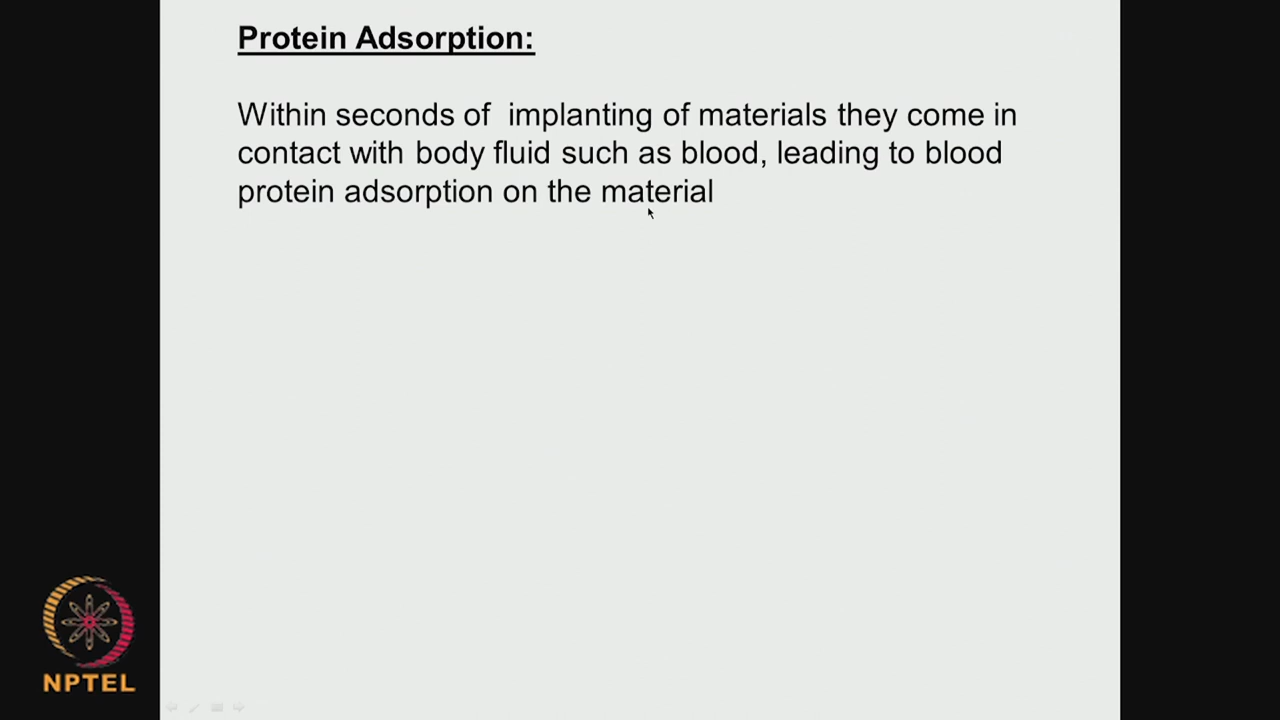 Protein Adsorption:
Within seconds of  implanting of materials they come in
contact with body fluid such as blood, leading to blood
protein adsorption on the material
NPTEL